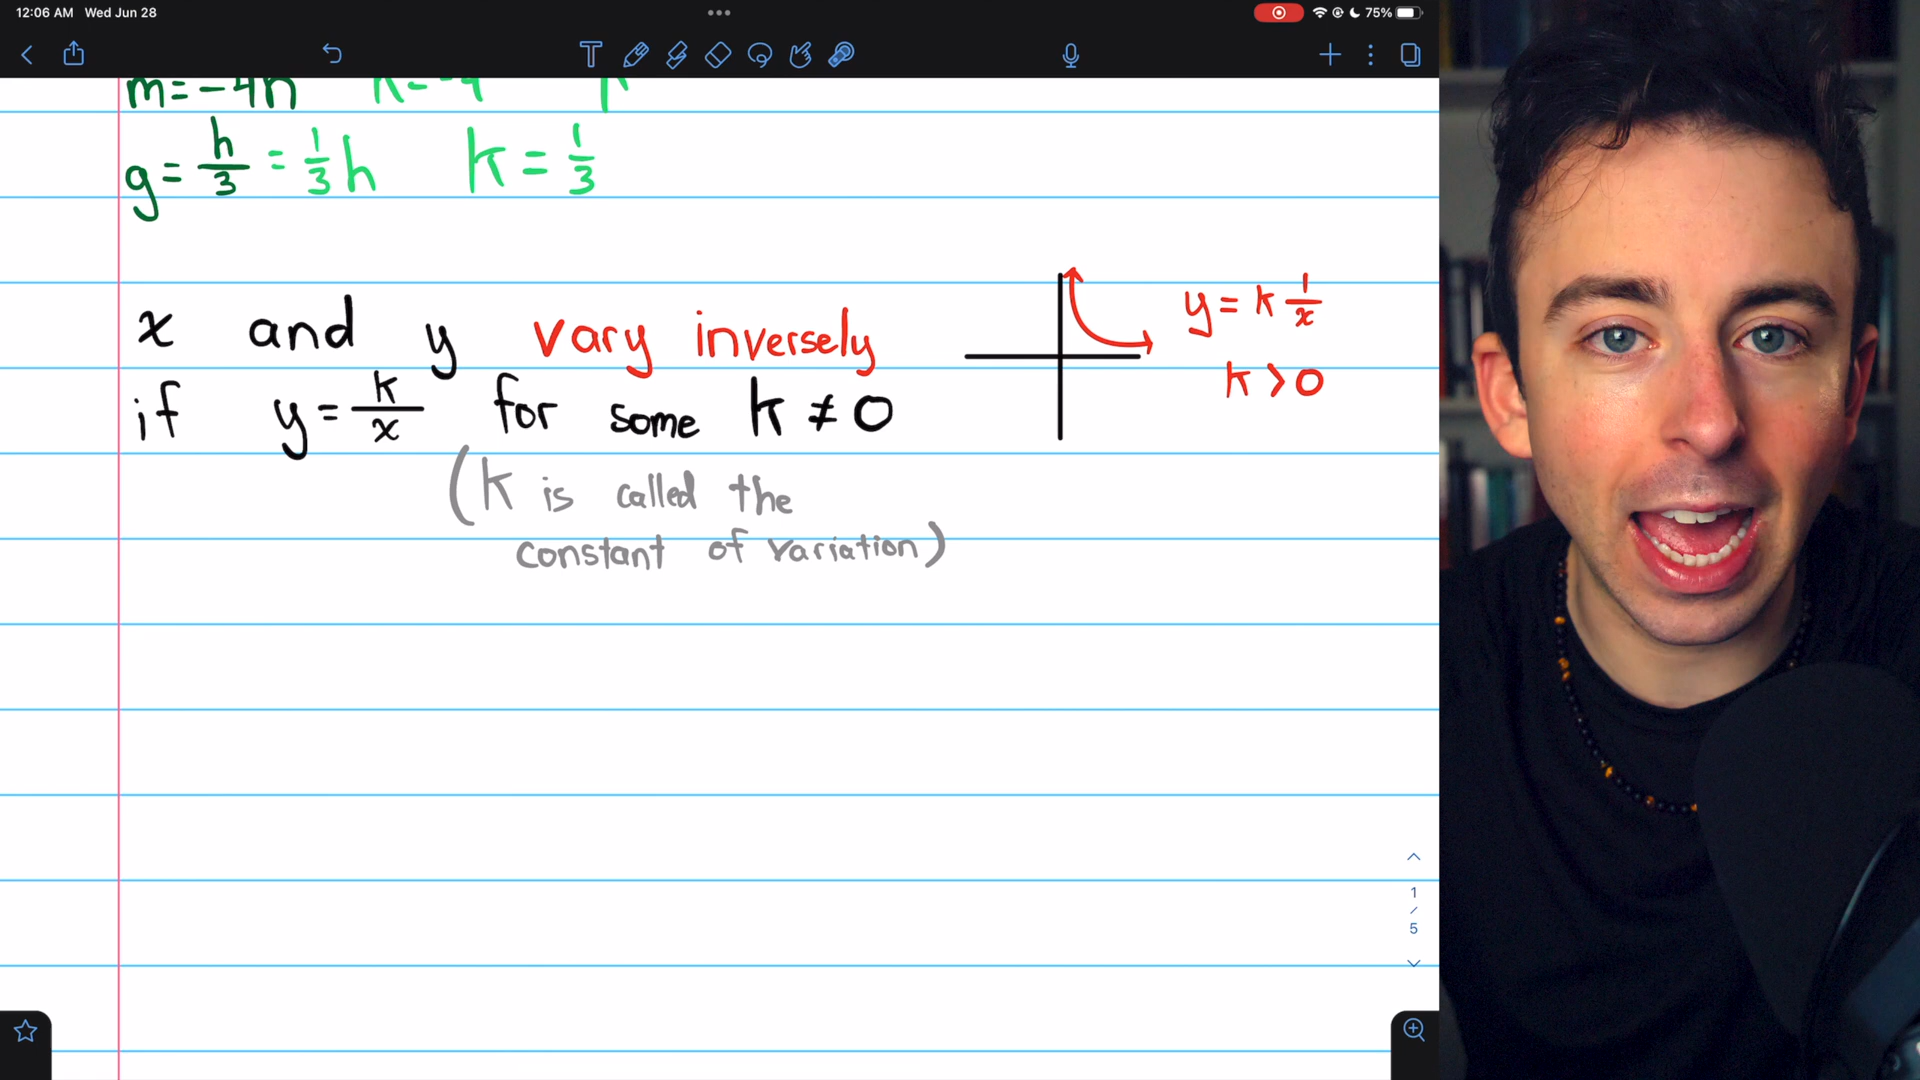 12:06 AM Wed Jun 28
75%
m = -4n
g = h/3 = 1/3 h k = 1/3
x and y vary inversely
if y = k/x for some k ≠ 0
(k is called the
constant of variation)
y = k 1/x
k > 0
1
/
5